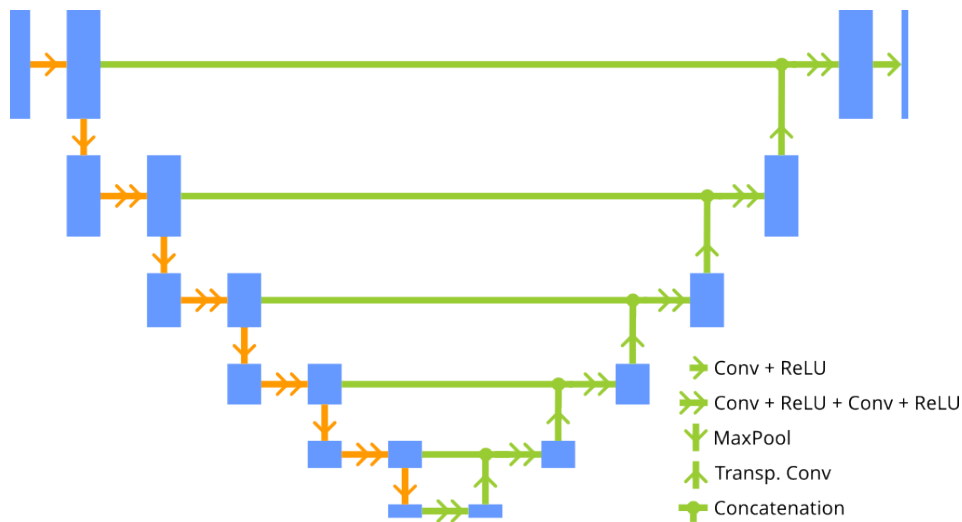 Conv + ReLU
Conv + ReLU + Conv + ReLU
MaxPool
Transp. Conv
Concatenation